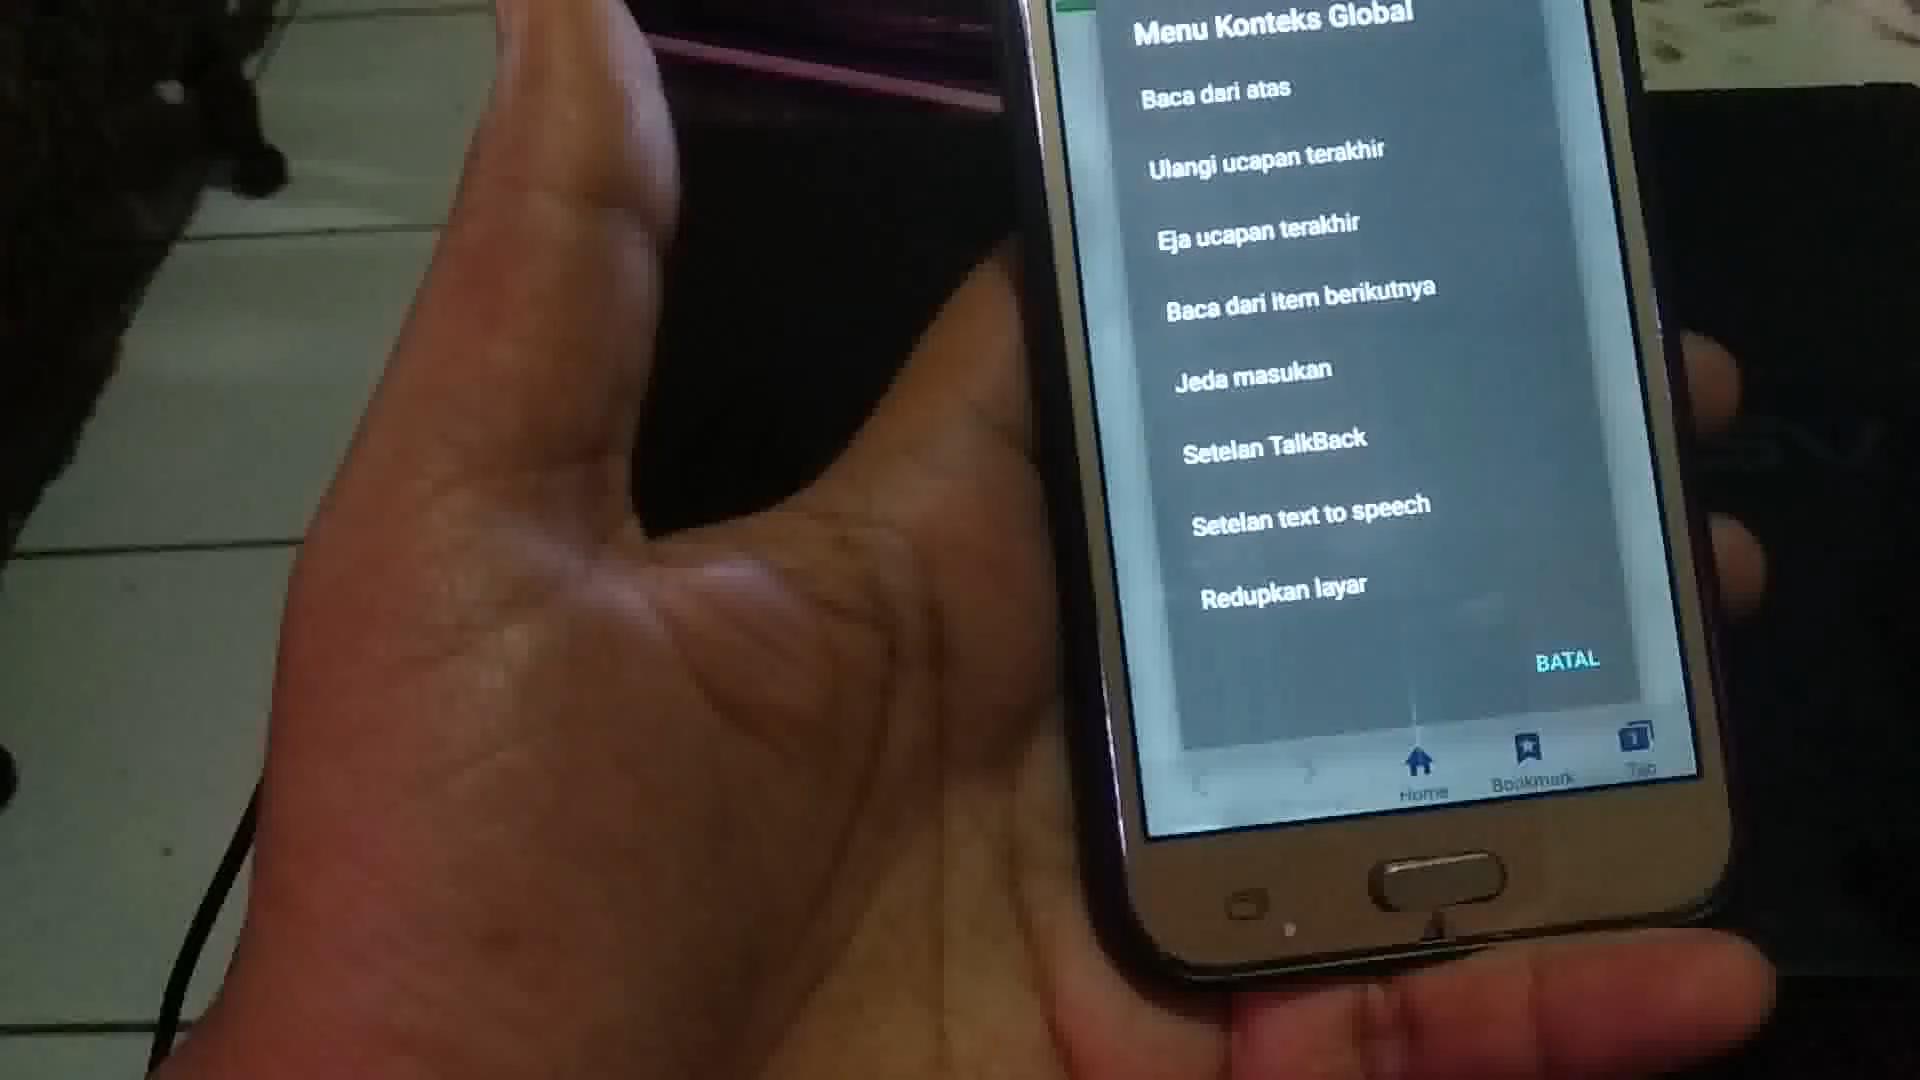 Menu Konteks Global
Baca dari atas
Ulangi ucapan terakhir
Eja ucapan terakhir
Baca dari item berikutnya
Jeda masukan
Setelan TalkBack
Setelan text to speech
Redupkan layar
BATAL
Home
Bookmark
Tab